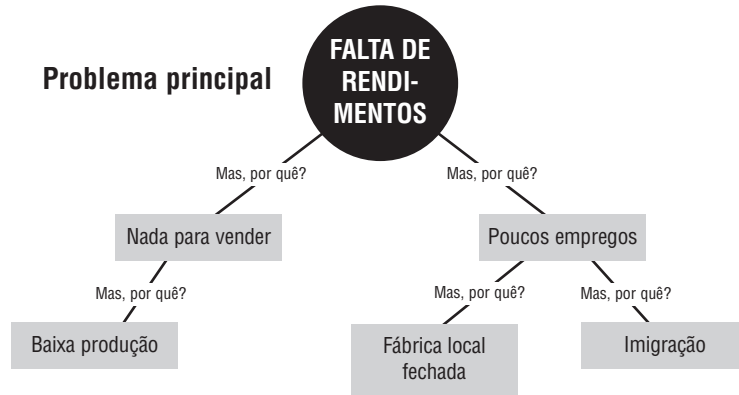 Problema principal
FALTA DE
RENDI-
MENTOS
Mas, por quê?
Mas, por quê?
Nada para vender
Poucos empregos
Mas, por quê?
Mas, por quê?
Mas, por quê?
Baixa produção
Fábrica local
fechada
Imigração